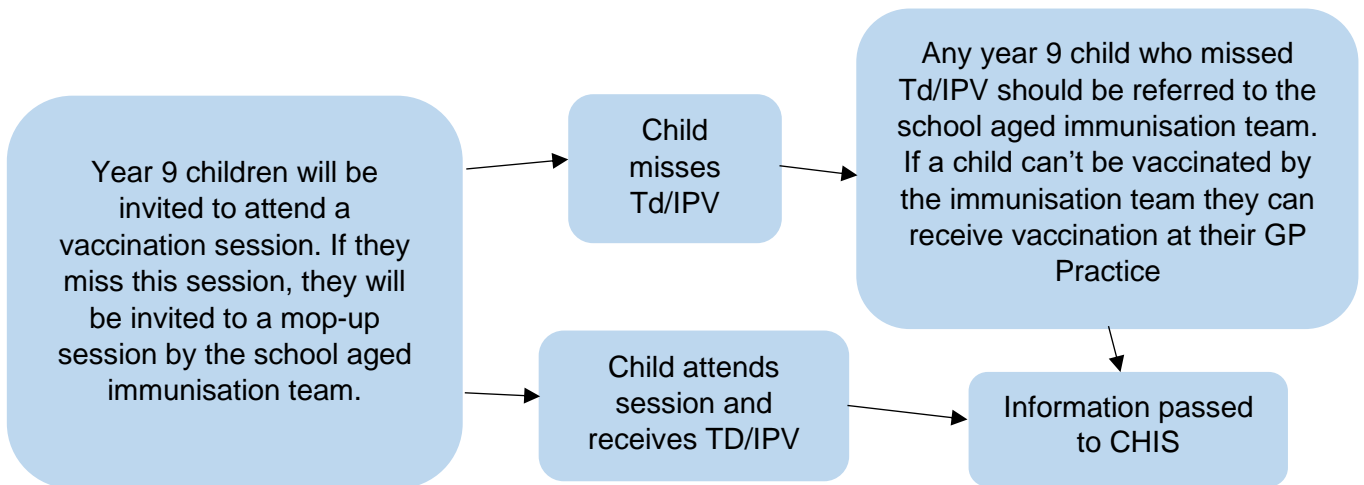 Year 9 children will be
invited to attend a
vaccination session. If they
miss this session, they will
be invited to a mop-up
session by the school aged
immunisation team.
Child
misses
Td/IPV
Any year 9 child who missed
Td/IPV should be referred to the
school aged immunisation team.
If a child can’t be vaccinated by
the immunisation team they can
receive vaccination at their GP
Practice
Child attends
session and
receives TD/IPV
Information passed
to CHIS